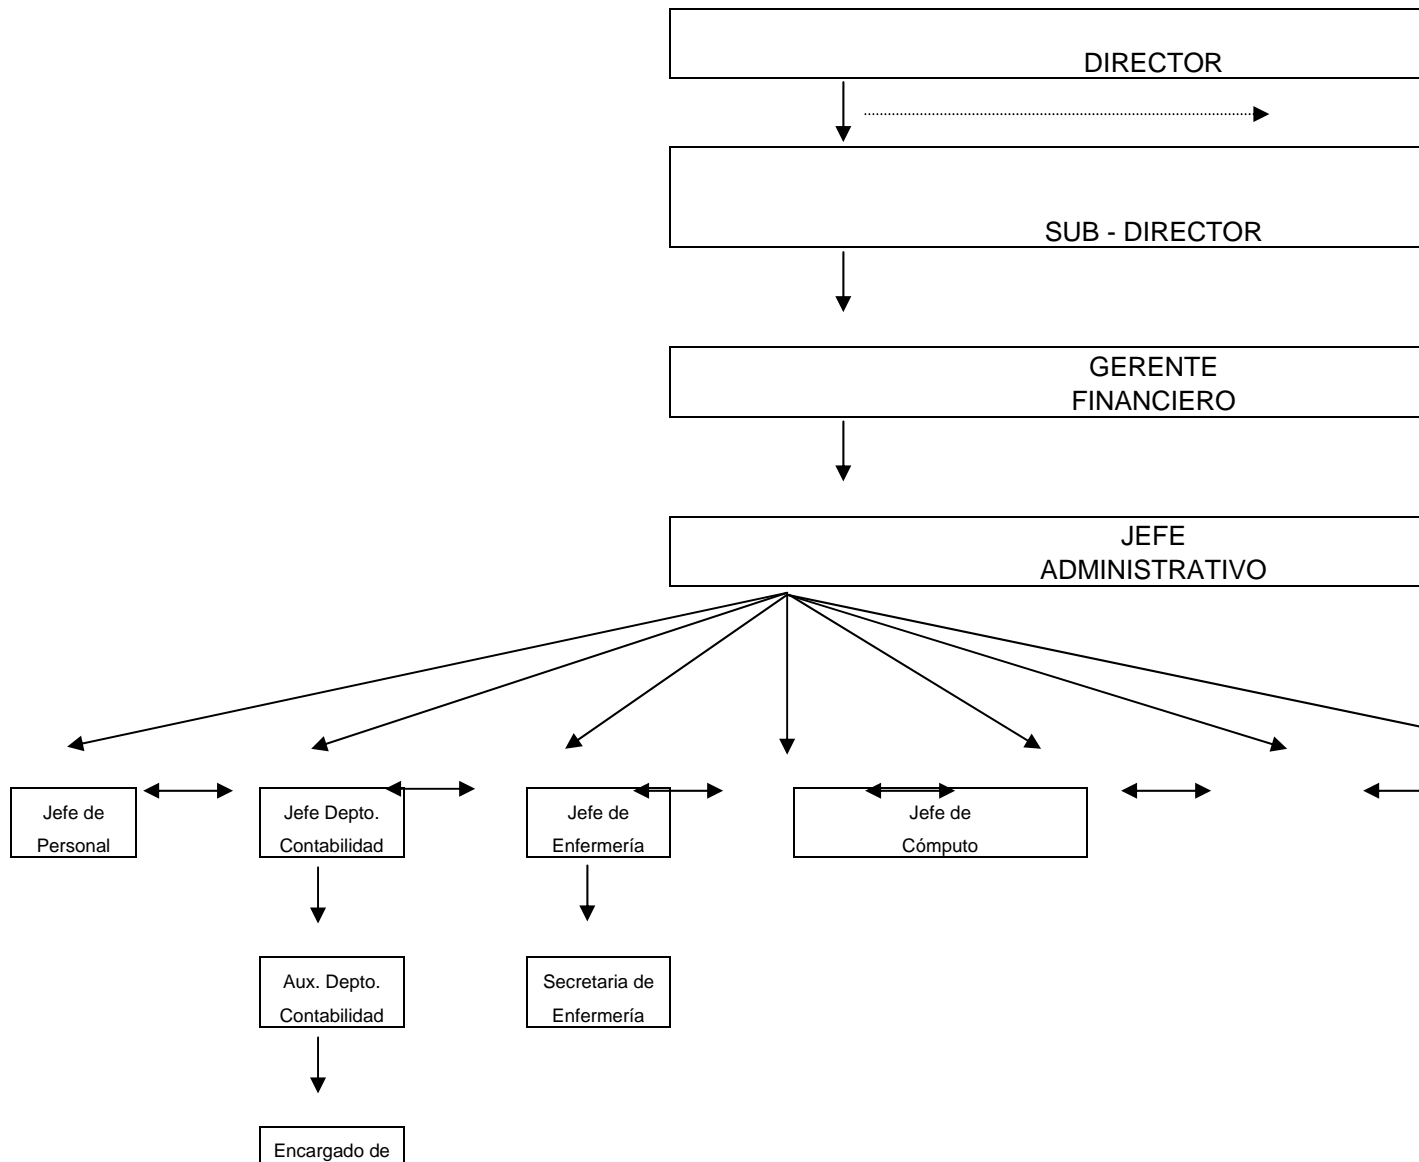 DIRECTOR
SUB - DIRECTOR
GERENTE
FINANCIERO
JEFE
ADMINISTRATIVO
Jefe de
Personal
Jefe Depto.
Contabilidad
Jefe de
Enfermería
Jefe de
Cómputo
Aux. Depto.
Contabilidad
Secretaria de
Enfermería
Encargado de